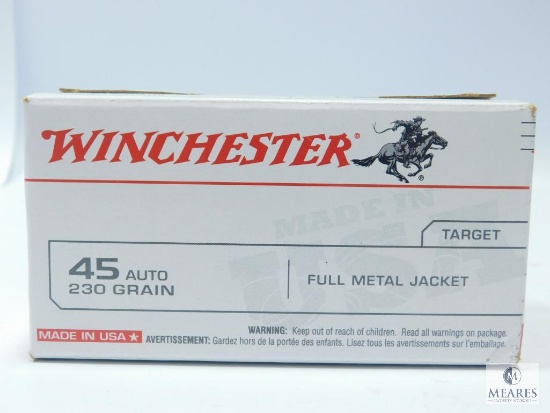 WINCHESTER®
®
MADE IN
USA
TARGET
45 AUTO
230 GRAIN
FULL METAL JACKET
WARNING: Keep out of reach of children. Read all warnings on package.
MADE IN USA★
AVERTISSEMENT: Gardez hors de la portée des enfants. Lisez tous les avertissements sur l'emballage.
M
MEARES